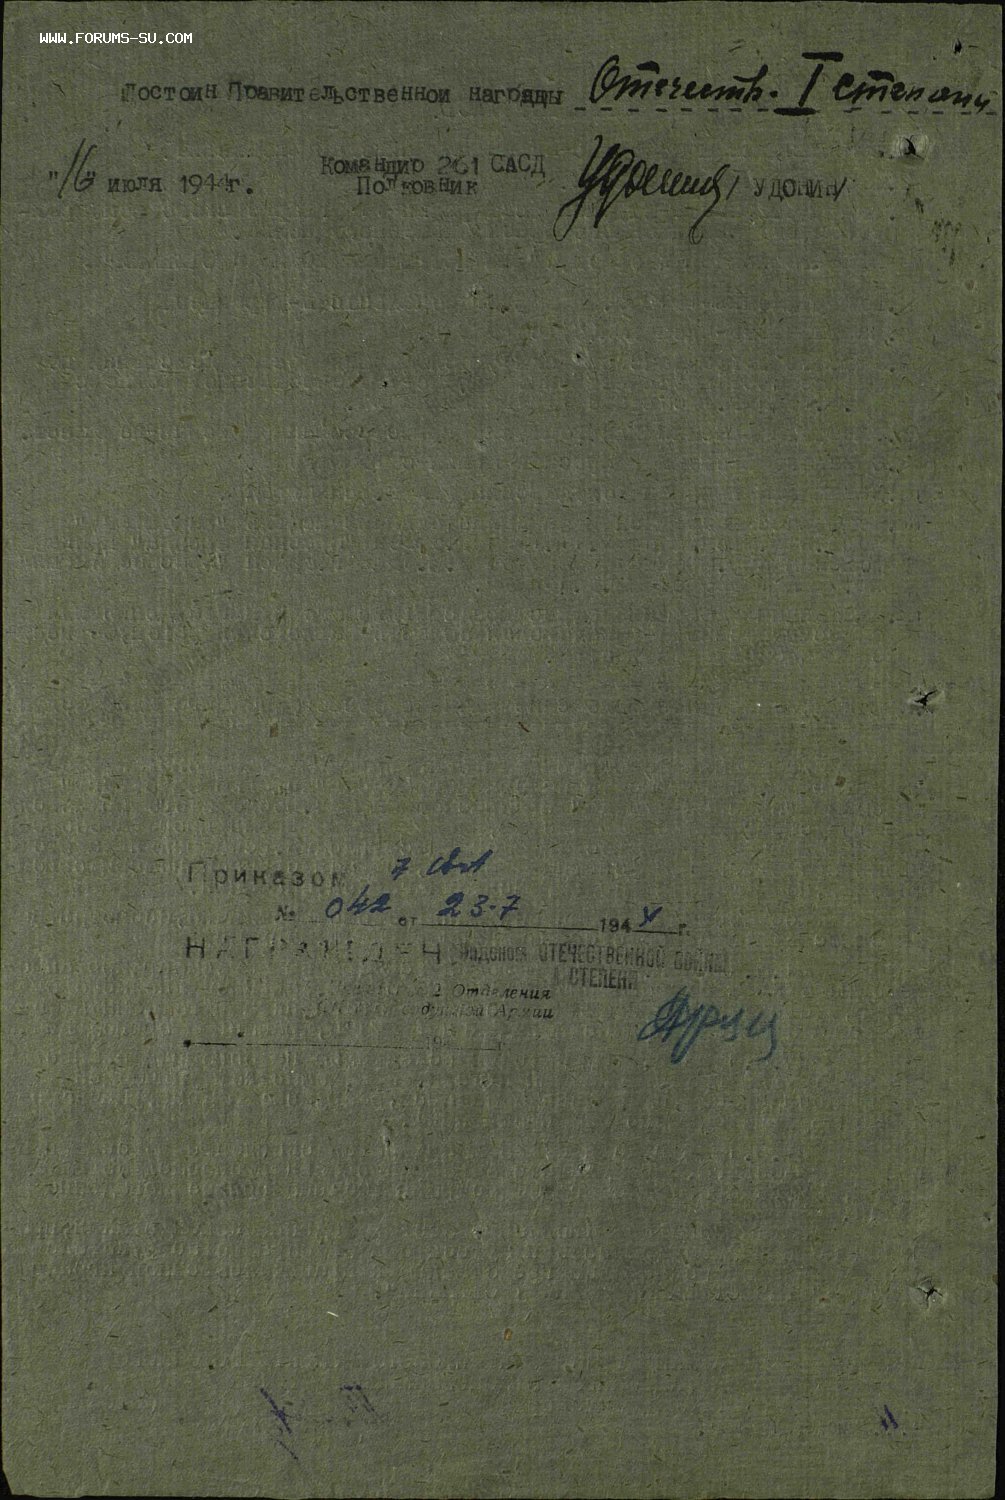 WWW.FORUMS-SU.COM
Достоин Правительственной награды Отечеств. I степени
"16" июля 1944г. Командир 261 САСД
Полковник /УДОНИН/
Приказом 7 ВА
№ 042 от 23-7 1944 г.
НАГРАЖДЕН Орденом ОТЕЧЕСТВЕННОЙ ВОЙНЫ
СТЕПЕНИ
2 Отделения
Армии